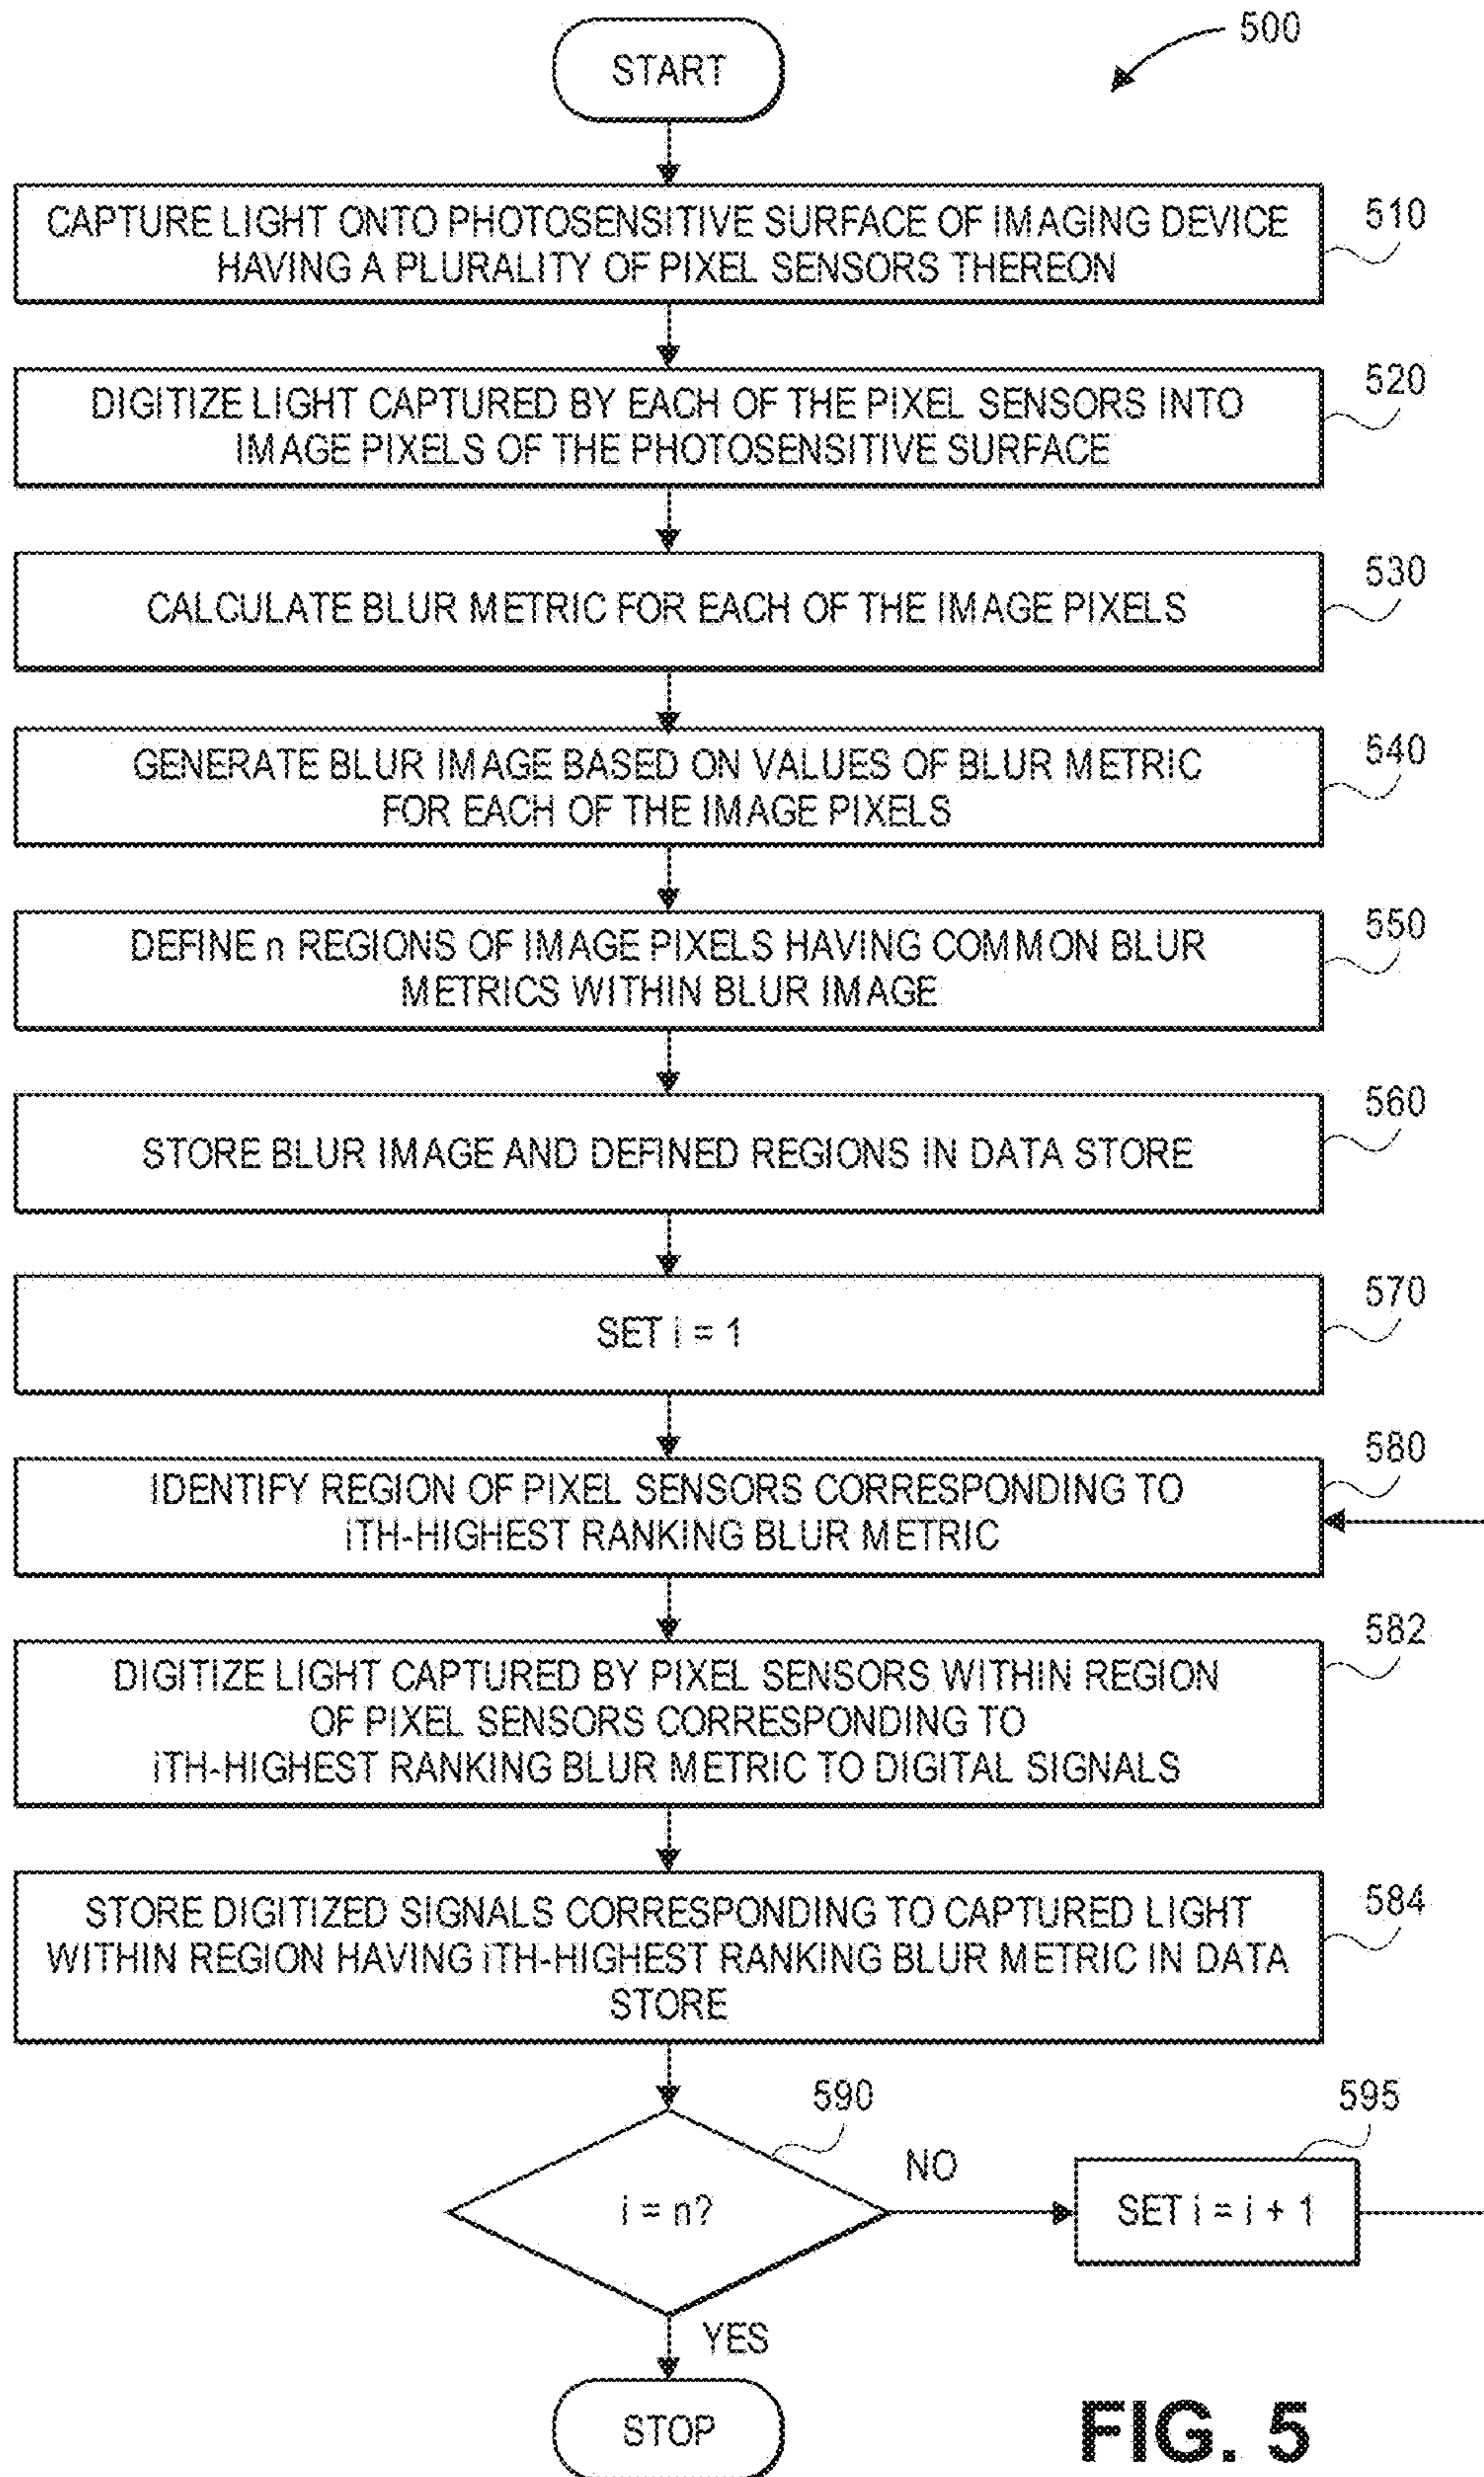 500
START
CAPTURE LIGHT ONTO PHOTOSENSITIVE SURFACE OF IMAGING DEVICE
HAVING A PLURALITY OF PIXEL SENSORS THEREON
510
DIGITIZE LIGHT CAPTURED BY EACH OF THE PIXEL SENSORS INTO
IMAGE PIXELS OF THE PHOTOSENSITIVE SURFACE
520
CALCULATE BLUR METRIC FOR EACH OF THE IMAGE PIXELS
530
GENERATE BLUR IMAGE BASED ON VALUES OF BLUR METRIC
FOR EACH OF THE IMAGE PIXELS
540
DEFINE n REGIONS OF IMAGE PIXELS HAVING COMMON BLUR
METRICS WITHIN BLUR IMAGE
550
STORE BLUR IMAGE AND DEFINED REGIONS IN DATA STORE
560
SET i = 1
570
IDENTIFY REGION OF PIXEL SENSORS CORRESPONDING TO
iTH-HIGHEST RANKING BLUR METRIC
580
DIGITIZE LIGHT CAPTURED BY PIXEL SENSORS WITHIN REGION
OF PIXEL SENSORS CORRESPONDING TO
iTH-HIGHEST RANKING BLUR METRIC TO DIGITAL SIGNALS
582
STORE DIGITIZED SIGNALS CORRESPONDING TO CAPTURED LIGHT
WITHIN REGION HAVING iTH-HIGHEST RANKING BLUR METRIC IN DATA
STORE
584
i = n?
590
NO
SET i = i + 1
595
YES
STOP
FIG. 5